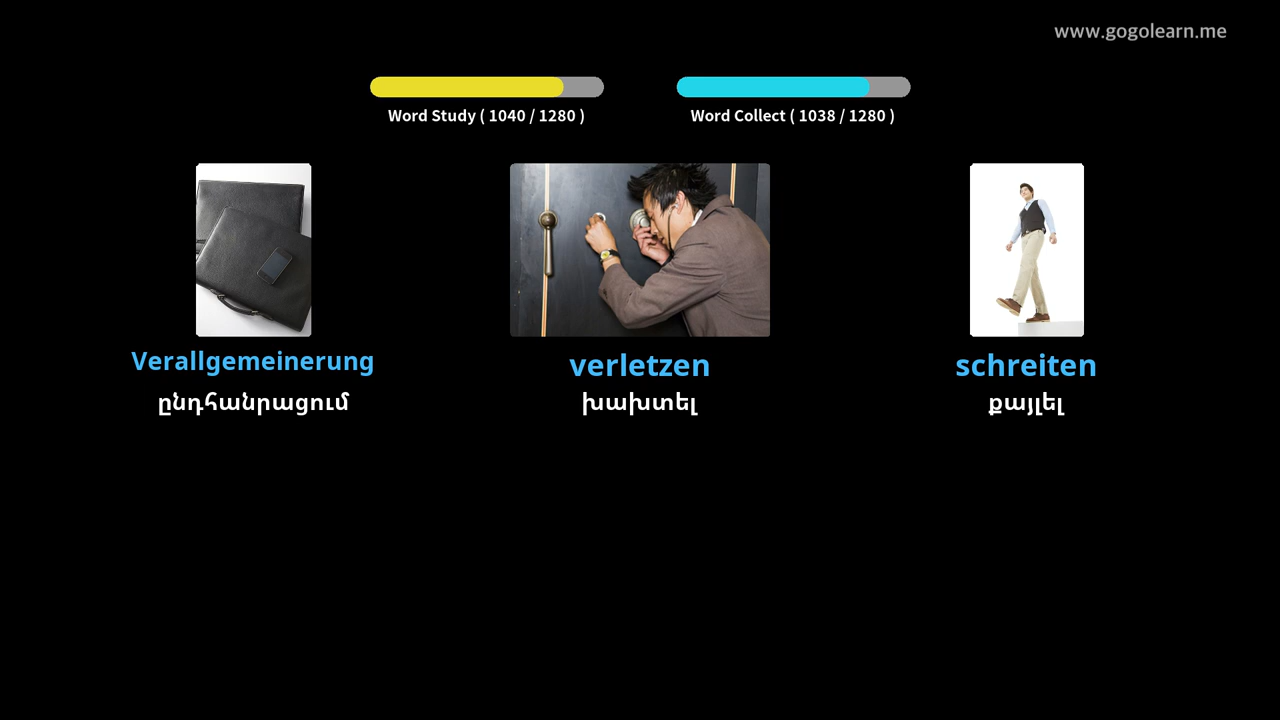 www.gogolearn.me
Word Study ( 1040 / 1280 )
Word Collect ( 1038 / 1280 )
Verallgemeinerung
ընդհանրացում
verletzen
խախտել
schreiten
քայլել